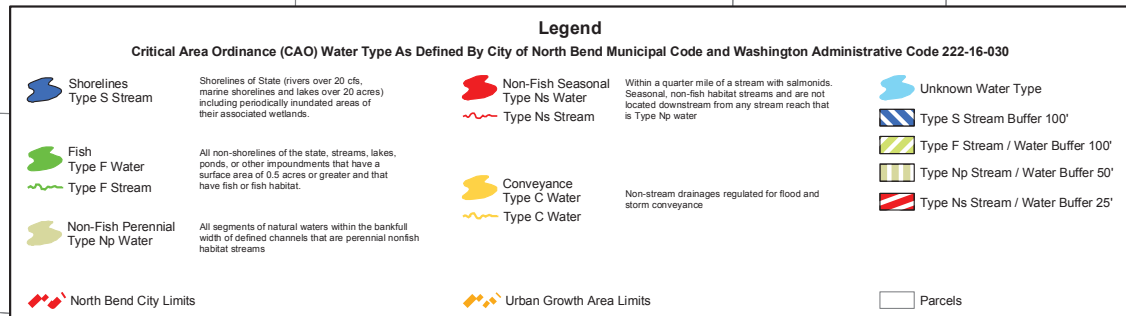 Legend
Critical Area Ordinance (CAO) Water Type As Defined By City of North Bend Municipal Code and Washington Administrative Code 222-16-030
Shorelines
Type S Stream
Shorelines of State (rivers over 20 cfs,
marine shorelines and lakes over 20 acres)
including periodically inundated areas of
their associated wetlands.
Fish
Type F Water
Type F Stream
All non-shorelines of the state, streams, lakes,
ponds, or other impoundments that have a
surface area of 0.5 acres or greater and that
have fish or fish habitat.
Non-Fish Perennial
Type Np Water
All segments of natural waters within the bankfull
width of defined channels that are perennial nonfish
habitat streams
Non-Fish Seasonal
Type Ns Water
Type Ns Stream
Within a quarter mile of a stream with salmonids.
Seasonal, non-fish habitat streams and are not
located downstream from any stream reach that
is Type Np water
Conveyance
Type C Water
Type C Water
Non-stream drainages regulated for flood and
storm conveyance
Unknown Water Type
Type S Stream Buffer 100'
Type F Stream / Water Buffer 100'
Type Np Stream / Water Buffer 50'
Type Ns Stream / Water Buffer 25'
North Bend City Limits
Urban Growth Area Limits
Parcels